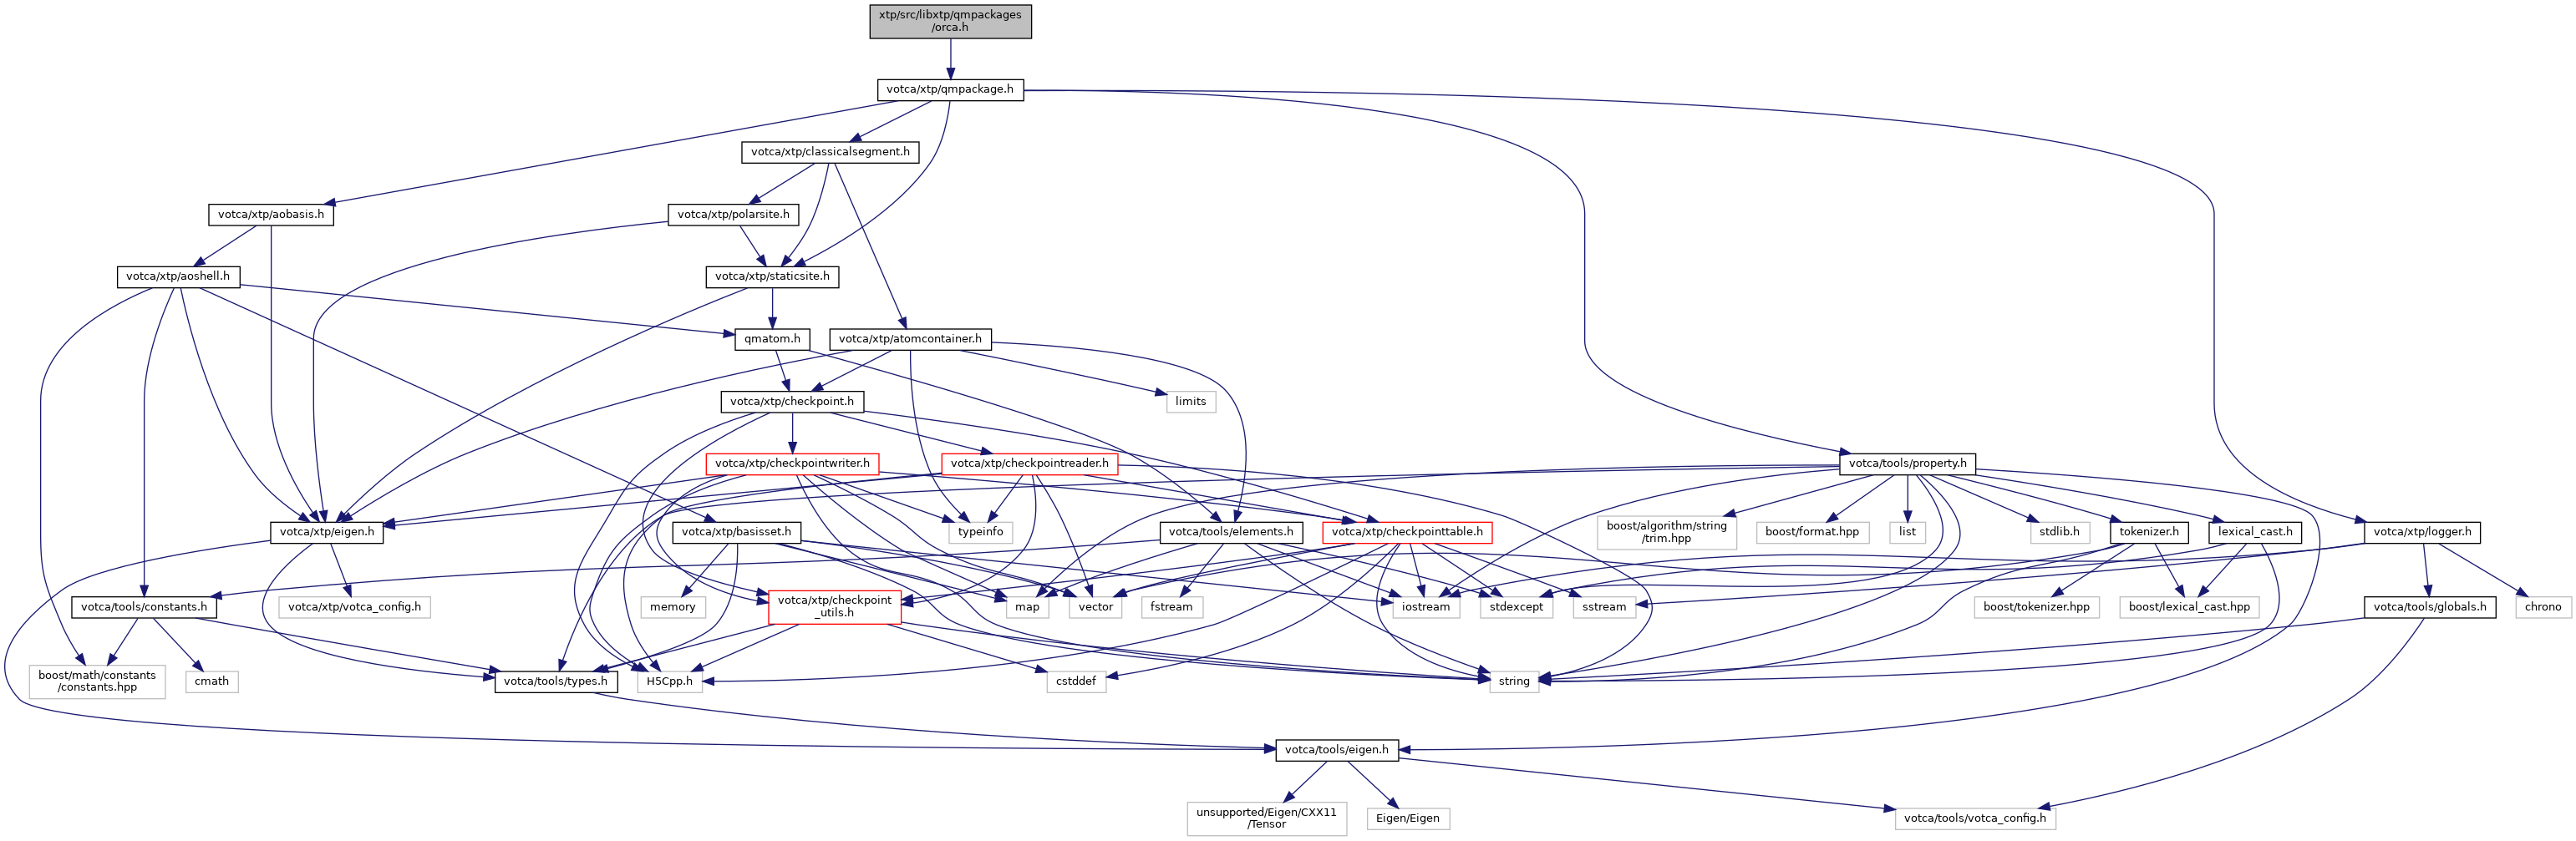 xtp/src/libxtp/qmpackages
/orca.h
votca/xtp/qmpackage.h
votca/xtp/classicalsegment.h
votca/xtp/aobasis.h
votca/xtp/polarsite.h
votca/xtp/aoshell.h
votca/xtp/staticsite.h
qmatom.h
votca/xtp/atomcontainer.h
votca/xtp/checkpoint.h
limits
votca/xtp/checkpointwriter.h
votca/xtp/checkpointreader.h
votca/tools/property.h
votca/xtp/eigen.h
votca/xtp/basisset.h
typeinfo
votca/tools/elements.h
votca/xtp/checkpointtable.h
boost/algorithm/string
/trim.hpp
boost/format.hpp
list
stdlib.h
tokenizer.h
lexical_cast.h
votca/xtp/logger.h
votca/tools/constants.h
votca/xtp/votca_config.h
memory
votca/xtp/checkpoint
_utils.h
map
vector
fstream
iostream
stdexcept
sstream
boost/tokenizer.hpp
boost/lexical_cast.hpp
votca/tools/globals.h
chrono
boost/math/constants
/constants.hpp
cmath
votca/tools/types.h
H5Cpp.h
cstddef
string
votca/tools/eigen.h
unsupported/Eigen/CXX11
/Tensor
Eigen/Eigen
votca/tools/votca_config.h